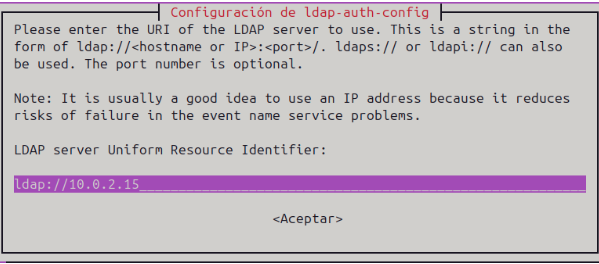 Configuración de ldap-auth-config
Please enter the URI of the LDAP server to use. This is a string in the
form of ldap://<hostname or IP>:<port>/. ldaps:// or ldapi:// can also
be used. The port number is optional.
Note: It is usually a good idea to use an IP address because it reduces
risks of failure in the event name service problems.
LDAP server Uniform Resource Identifier:
ldap://10.0.2.15_________________________________________________________
<Aceptar>